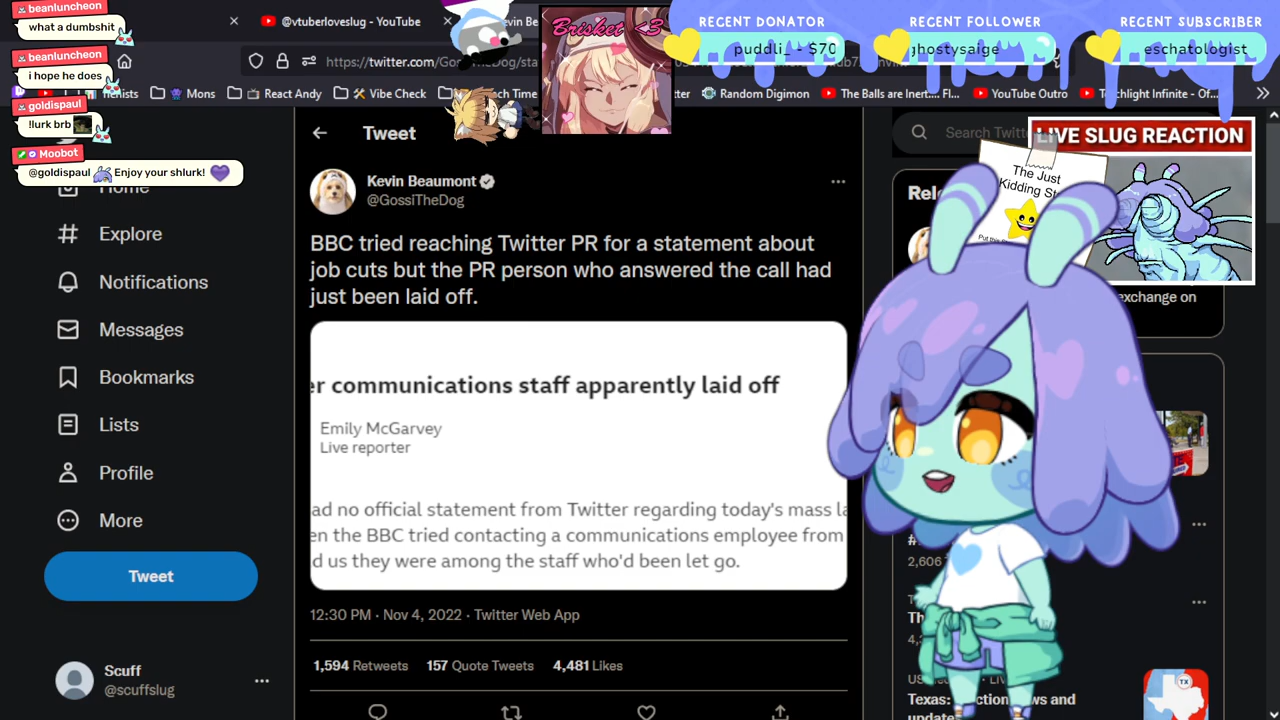 beanluncheon
what a dumbshit
beanluncheon
i hope he does
goldispaul
!lurk brb
Moobot
@goldispaul Enjoy your shlurk!
@vtuberloveslug - YouTube
Brisket <3
RECENT DONATOR
puddli_ - $70
RECENT FOLLOWER
ghostysaige
RECENT SUBSCRIBER
eschatologist
https://twitter.com/
Mons
React Andy
Vibe Check
Random Digimon
The Balls are Inert.... Fl...
YouTube Outro
Torchlight Infinite - Of...
Home
Explore
Notifications
Messages
Bookmarks
Lists
Profile
More
Tweet
Scuff
@scuffslug
Tweet
Kevin Beaumont
@GossiTheDog
BBC tried reaching Twitter PR for a statement about
job cuts but the PR person who answered the call had
just been laid off.
er communications staff apparently laid off
Emily McGarvey
Live reporter
ad no official statement from Twitter regarding today's mass la
en the BBC tried contacting a communications employee from
d us they were among the staff who'd been let go.
12:30 PM · Nov 4, 2022 · Twitter Web App
1,594 Retweets 157 Quote Tweets 4,481 Likes
Search
LIVE SLUG REACTION
The Just
Kidding
exchange on
2,606
Texas:
news and
TX